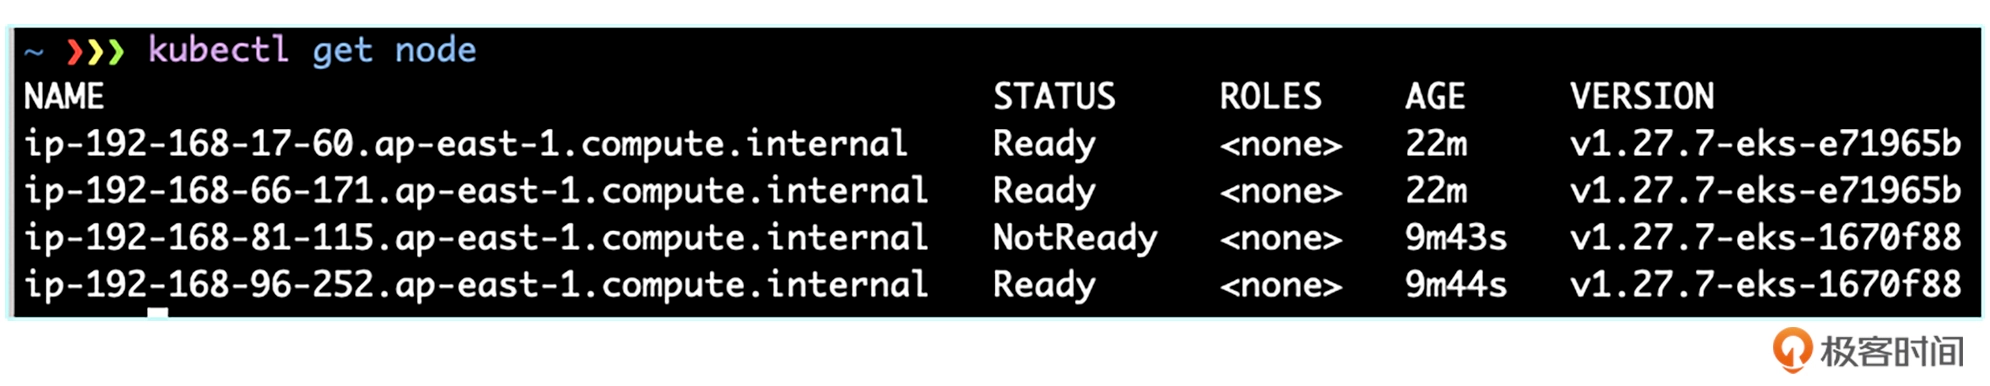 ~ ❯❯❯ kubectl get node
NAME STATUS ROLES AGE VERSION
ip-192-168-17-60.ap-east-1.compute.internal Ready <none> 22m v1.27.7-eks-e71965b
ip-192-168-66-171.ap-east-1.compute.internal Ready <none> 22m v1.27.7-eks-e71965b
ip-192-168-81-115.ap-east-1.compute.internal NotReady <none> 9m43s v1.27.7-eks-1670f88
ip-192-168-96-252.ap-east-1.compute.internal Ready <none> 9m44s v1.27.7-eks-1670f88
极客时间